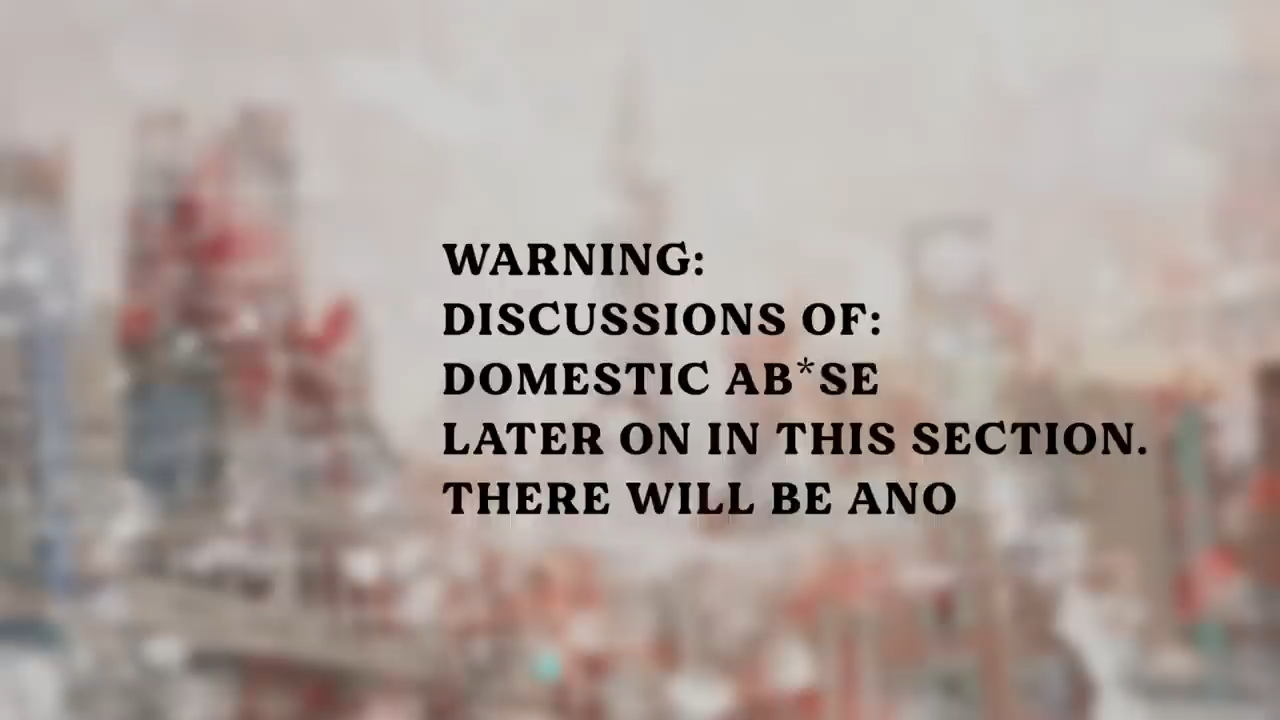 WARNING:
DISCUSSIONS OF:
DOMESTIC AB*SE
LATER ON IN THIS SECTION.
THERE WILL BE ANO